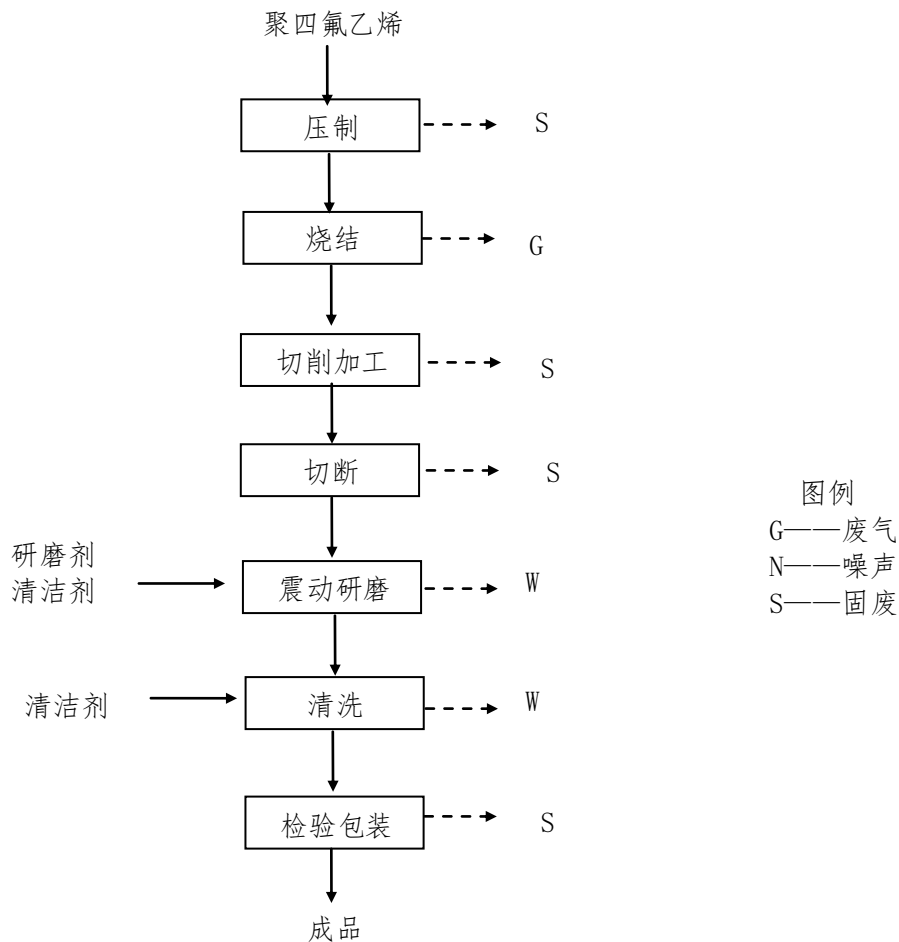 聚四氟乙烯
压制
S
烧结
G
切削加工
S
切断
S
研磨剂
清洁剂
震动研磨
W
清洁剂
清洗
W
检验包装
S
成品
图例
G——废气
N——噪声
S——固废